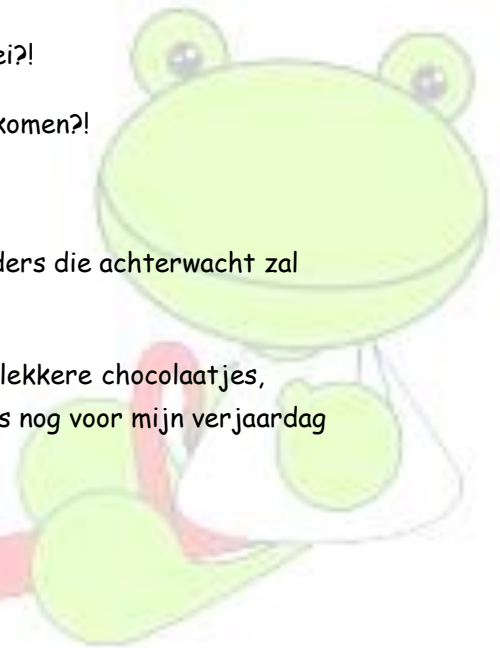 ei?!
komen?!
ders die achterwacht zal
lekkere chocolaatjes,
s nog voor mijn verjaardag